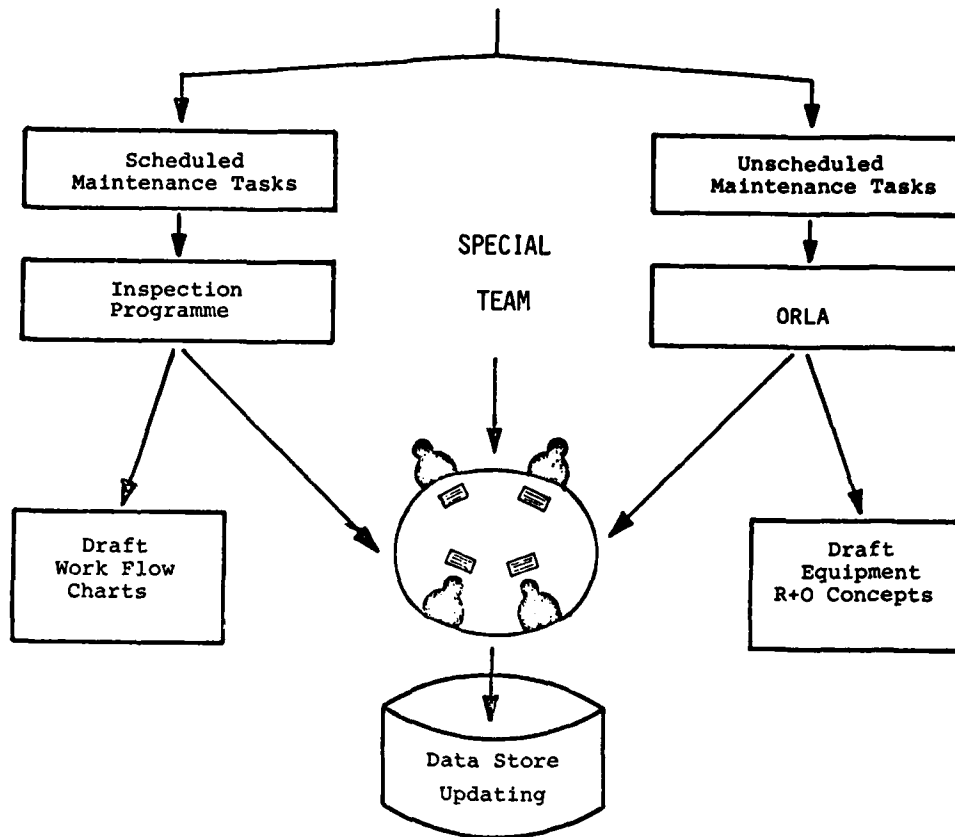 Scheduled
Maintenance Tasks
Unscheduled
Maintenance Tasks
SPECIAL
TEAM
Inspection
Programme
ORLA
Draft
Work Flow
Charts
Draft
Equipment
R+O Concepts
Data Store
Updating